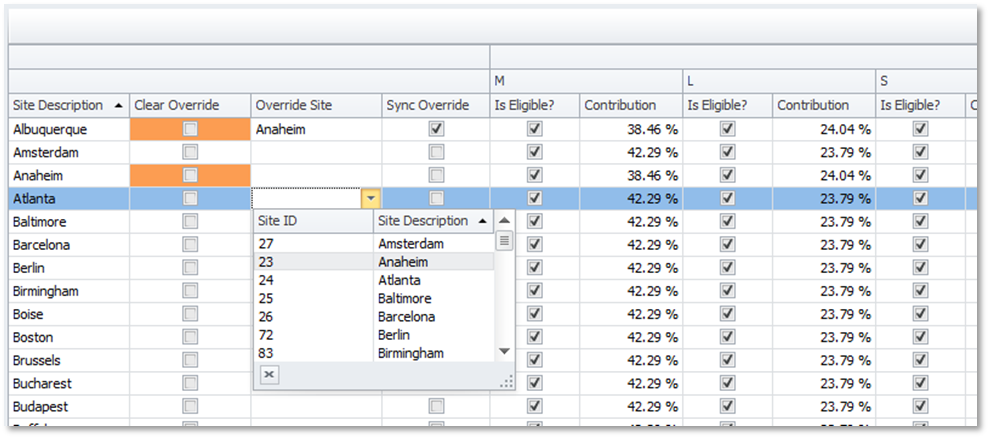 M L S
Site Description Clear Override Override Site Sync Override Is Eligible? Contribution Is Eligible? Contribution Is Eligible?
Albuquerque Anaheim 38.46 % 24.04 %
Amsterdam 42.29 % 23.79 %
Anaheim 38.46 % 24.04 %
Atlanta 42.29 % 23.79 %
Baltimore Site ID Site Description 42.29 % 23.79 %
Barcelona 27 Amsterdam 42.29 % 23.79 %
Berlin 23 Anaheim 42.29 % 23.79 %
Birmingham 24 Atlanta 42.29 % 23.79 %
Boise 25 Baltimore 42.29 % 23.79 %
Boston 26 Barcelona 42.29 % 23.79 %
Brussels 72 Berlin 42.29 % 23.79 %
Bucharest 83 Birmingham 42.29 % 23.79 %
Budapest 42.29 % 23.79 %